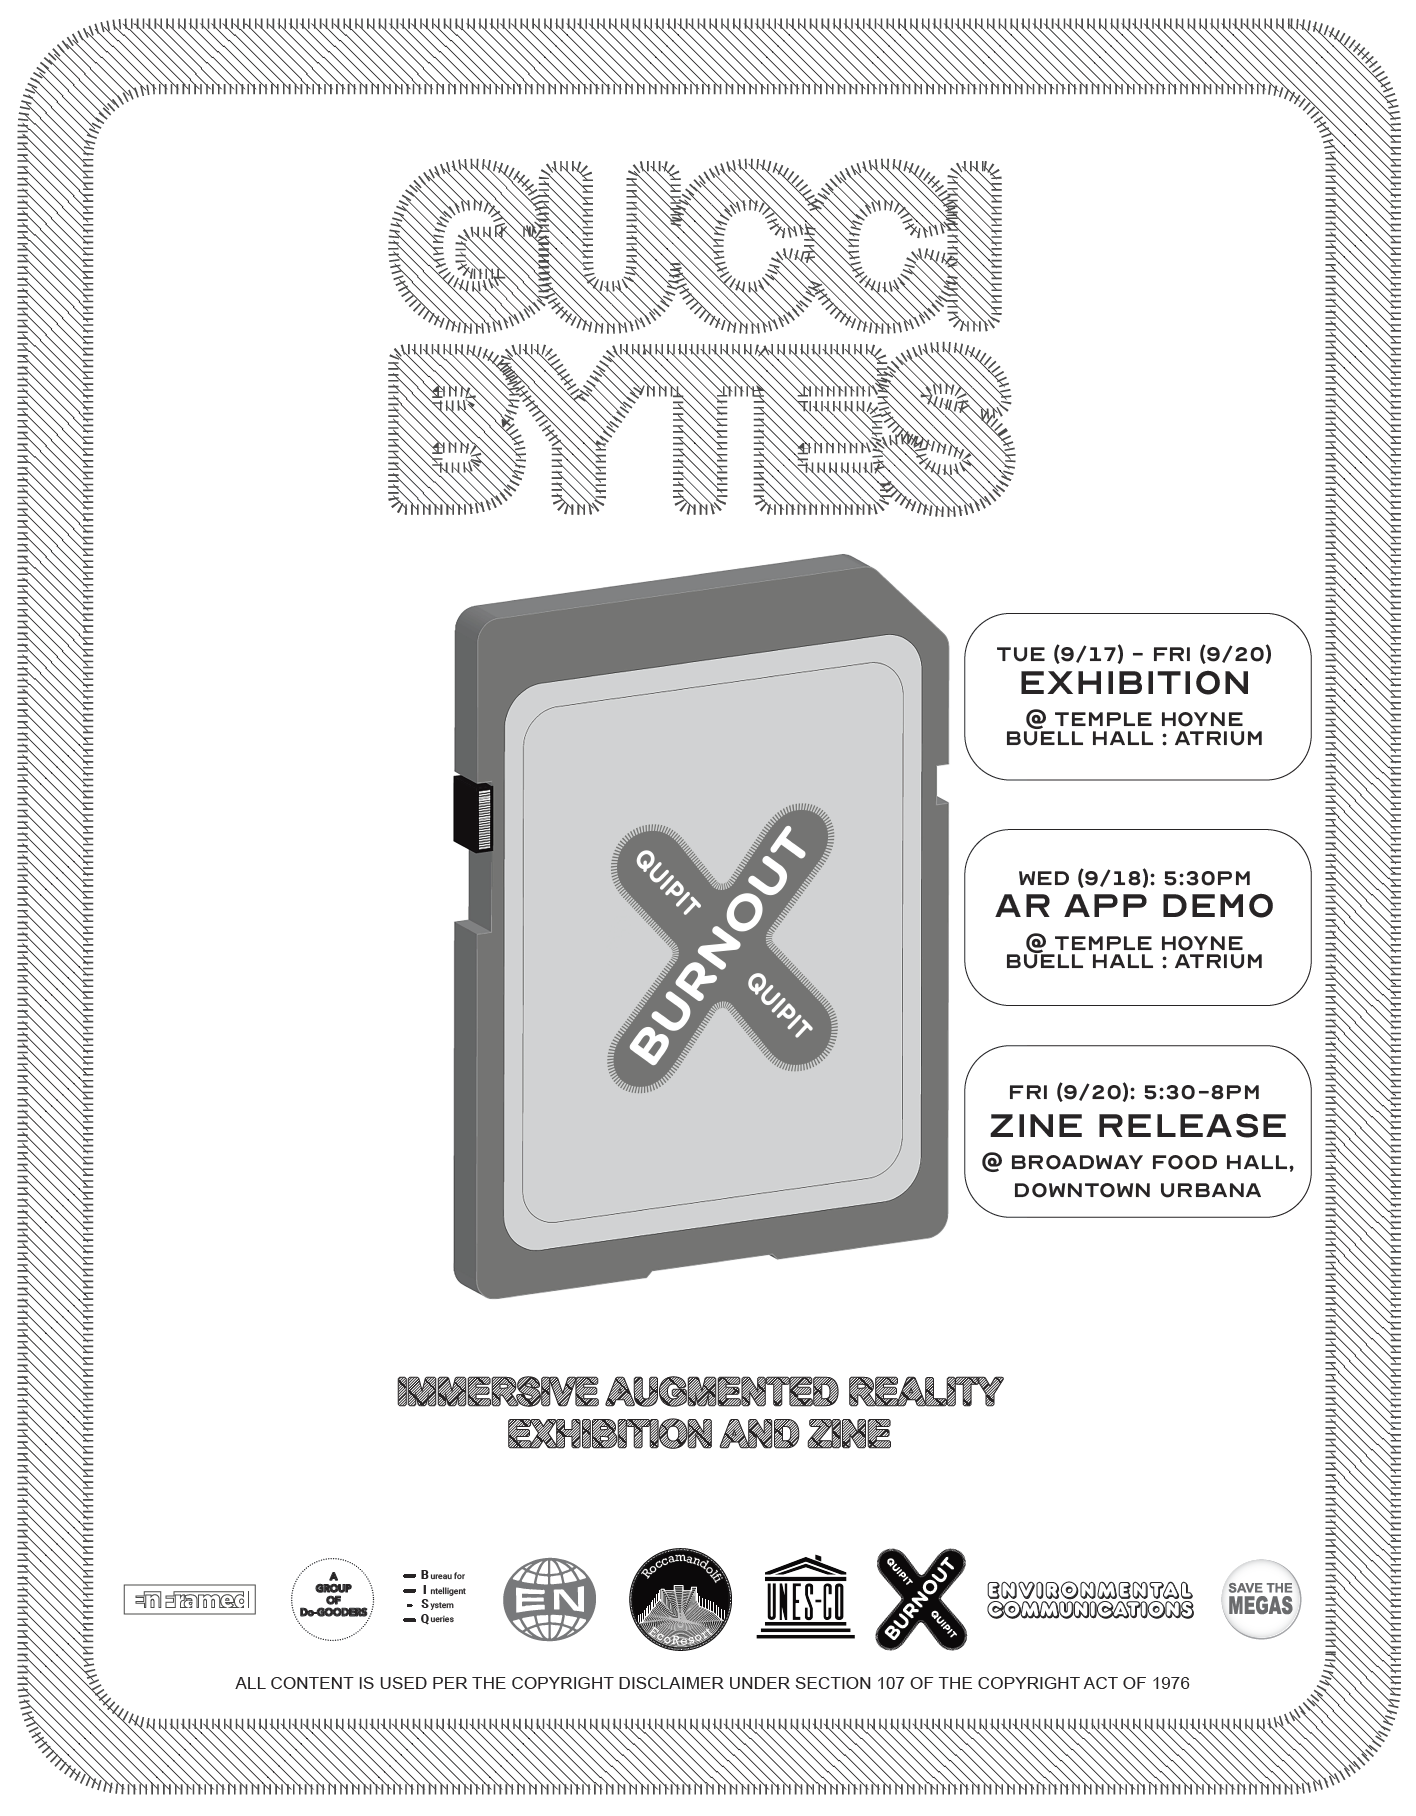 GUCCI
BYTES
TUE (9/17) - FRI (9/20)
EXHIBITION
@ TEMPLE HOYNE
BUELL HALL : ATRIUM
QUIPIT
BURNOUT
QUIPIT
WED (9/18): 5:30PM
AR APP DEMO
@ TEMPLE HOYNE
BUELL HALL : ATRIUM
FRI (9/20): 5:30-8PM
ZINE RELEASE
@ BROADWAY FOOD HALL,
DOWNTOWN URBANA
IMMERSIVE AUGMENTED REALITY
EXHIBITION AND ZINE
EnFramed
A
GROUP
OF
Do-GOODERS
Bureau for
Intelligent
System
Queries
EN
Roccamandolfi
EcoResort
UNES-CO
QUIPIT
BURNOUT
QUIPIT
ENVIRONMENTAL
COMMUNICATIONS
SAVE THE
MEGAS
ALL CONTENT IS USED PER THE COPYRIGHT DISCLAIMER UNDER SECTION 107 OF THE COPYRIGHT ACT OF 1976